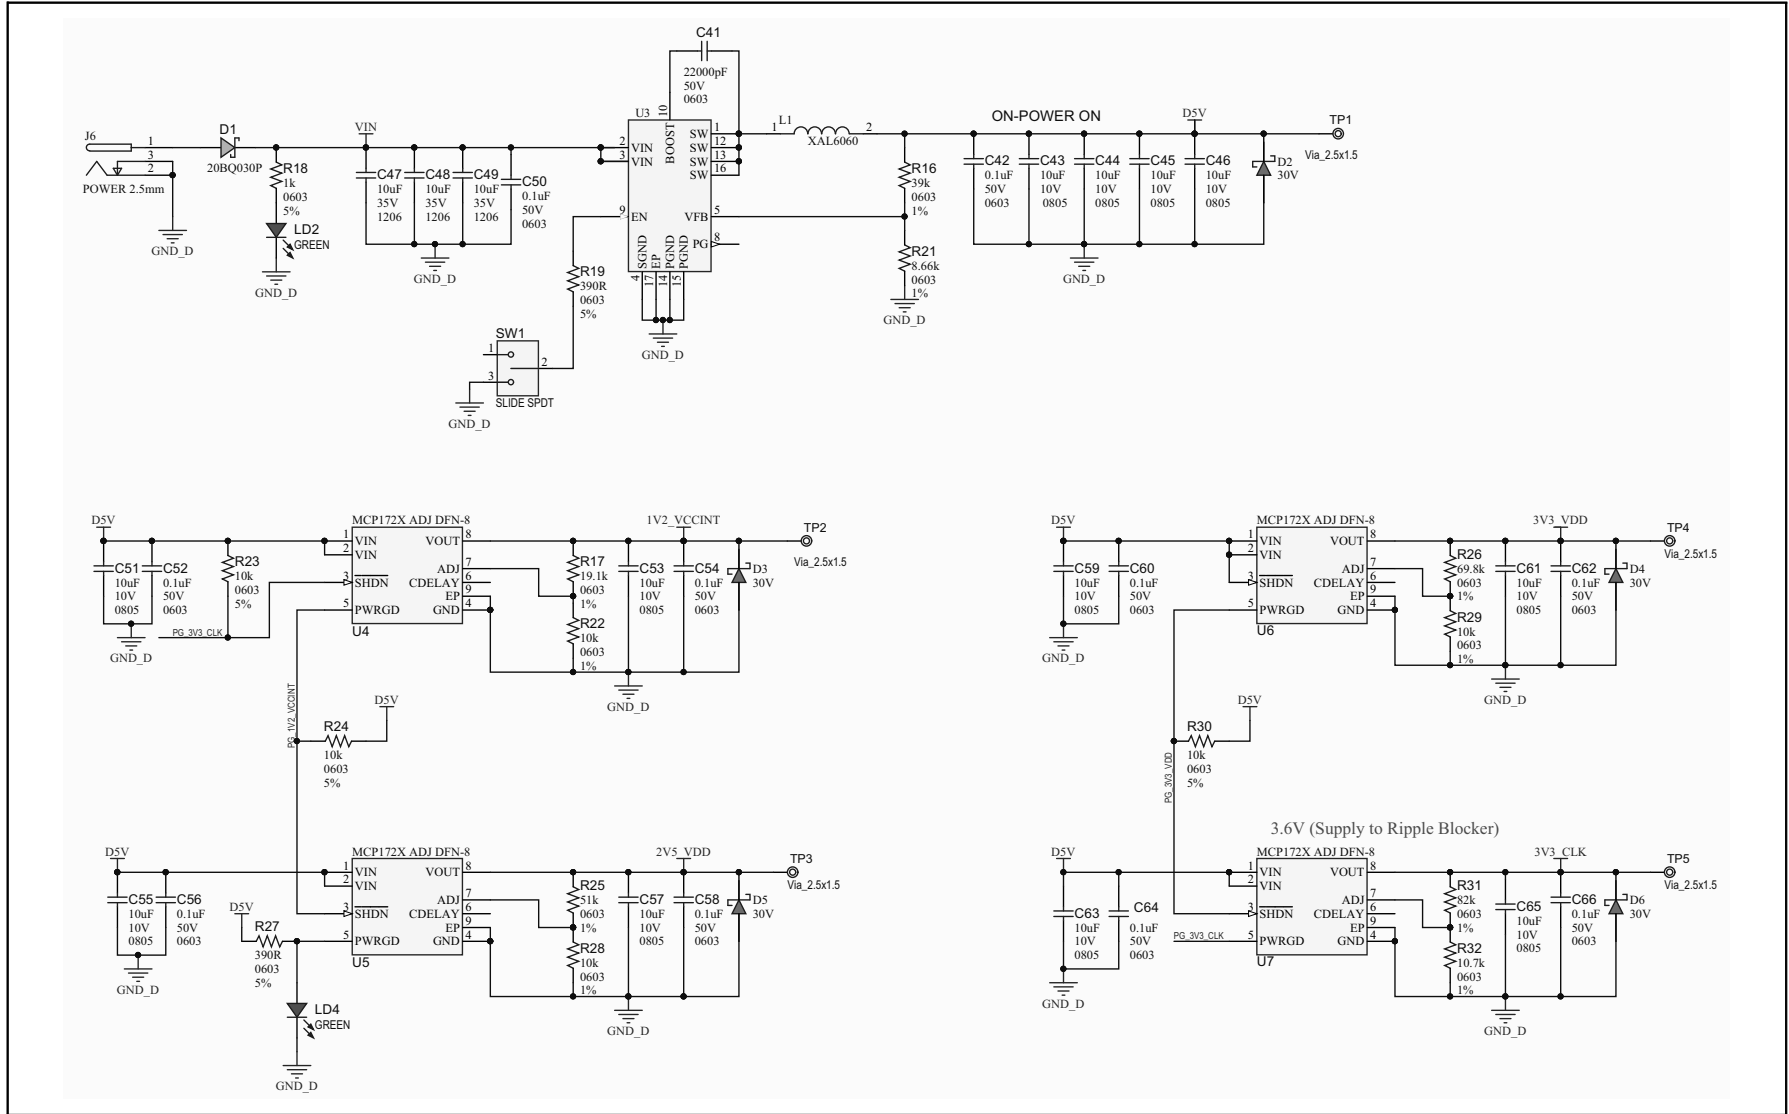 C41
22000pF
50V
0603
U3
10
BOOST
J6
1
3
2
POWER 2.5mm
GND_D
D1
20BQ030P
R18
1k
0603
5%
LD2
GREEN
GND_D
VIN
C47
10uF
35V
1206
C48
10uF
35V
1206
C49
10uF
35V
1206
C50
0.1uF
50V
0603
GND_D
2 VIN
3 VIN
9 EN
SW 1
SW 12
SW 13
SW 16
VFB 5
PG 8
SGND 4
EP 17
PGND 14
PGND 15
GND_D
R19
390R
0603
5%
SW1
1
2
3
SLIDE SPDT
GND_D
1 L1 2
XAL6060
ON-POWER ON
R16
39k
0603
1%
R21
8.66k
0603
1%
GND_D
C42
0.1uF
50V
0603
C43
10uF
10V
0805
C44
10uF
10V
0805
C45
10uF
10V
0805
C46
10uF
10V
0805
D5V
D2
30V
GND_D
TP1
Via_2.5x1.5
D5V
C51
10uF
10V
0805
C52
0.1uF
50V
0603
GND_D
R23
10k
0603
5%
PG_3V3_CLK
MCP172X ADJ DFN-8
1 VIN
2 VIN
3 SHDN
5 PWRGD
VOUT 8
ADJ 7
CDELAY 6
EP 9
GND 4
U4
R17
19.1k
0603
1%
R22
10k
0603
1%
C53
10uF
10V
0805
1V2_VCCINT
C54
0.1uF
50V
0603
D3
30V
TP2
Via_2.5x1.5
GND_D
PG_1V2_VCCINT
R24
10k
0603
5%
D5V
D5V
C55
10uF
10V
0805
C56
0.1uF
50V
0603
GND_D
D5V
R27
390R
0603
5%
LD4
GREEN
GND_D
MCP172X ADJ DFN-8
1 VIN
2 VIN
3 SHDN
5 PWRGD
VOUT 8
ADJ 7
CDELAY 6
EP 9
GND 4
U5
R25
51k
0603
1%
R28
10k
0603
1%
C57
10uF
10V
0805
2V5_VDD
C58
0.1uF
50V
0603
D5
30V
TP3
Via_2.5x1.5
GND_D
D5V
C59
10uF
10V
0805
C60
0.1uF
50V
0603
GND_D
MCP172X ADJ DFN-8
1 VIN
2 VIN
3 SHDN
5 PWRGD
VOUT 8
ADJ 7
CDELAY 6
EP 9
GND 4
U6
R26
69.8k
0603
1%
R29
10k
0603
1%
C61
10uF
10V
0805
3V3_VDD
C62
0.1uF
50V
0603
D4
30V
TP4
Via_2.5x1.5
GND_D
PG_3V3_VDD
R30
10k
0603
5%
D5V
3.6V (Supply to Ripple Blocker)
D5V
C63
10uF
10V
0805
C64
0.1uF
50V
0603
GND_D
PG_3V3_CLK
MCP172X ADJ DFN-8
1 VIN
2 VIN
3 SHDN
5 PWRGD
VOUT 8
ADJ 7
CDELAY 6
EP 9
GND 4
U7
R31
82k
0603
1%
R32
10.7k
0603
1%
C65
10uF
10V
0805
3V3_CLK
C66
0.1uF
50V
0603
D6
30V
TP5
Via_2.5x1.5
GND_D